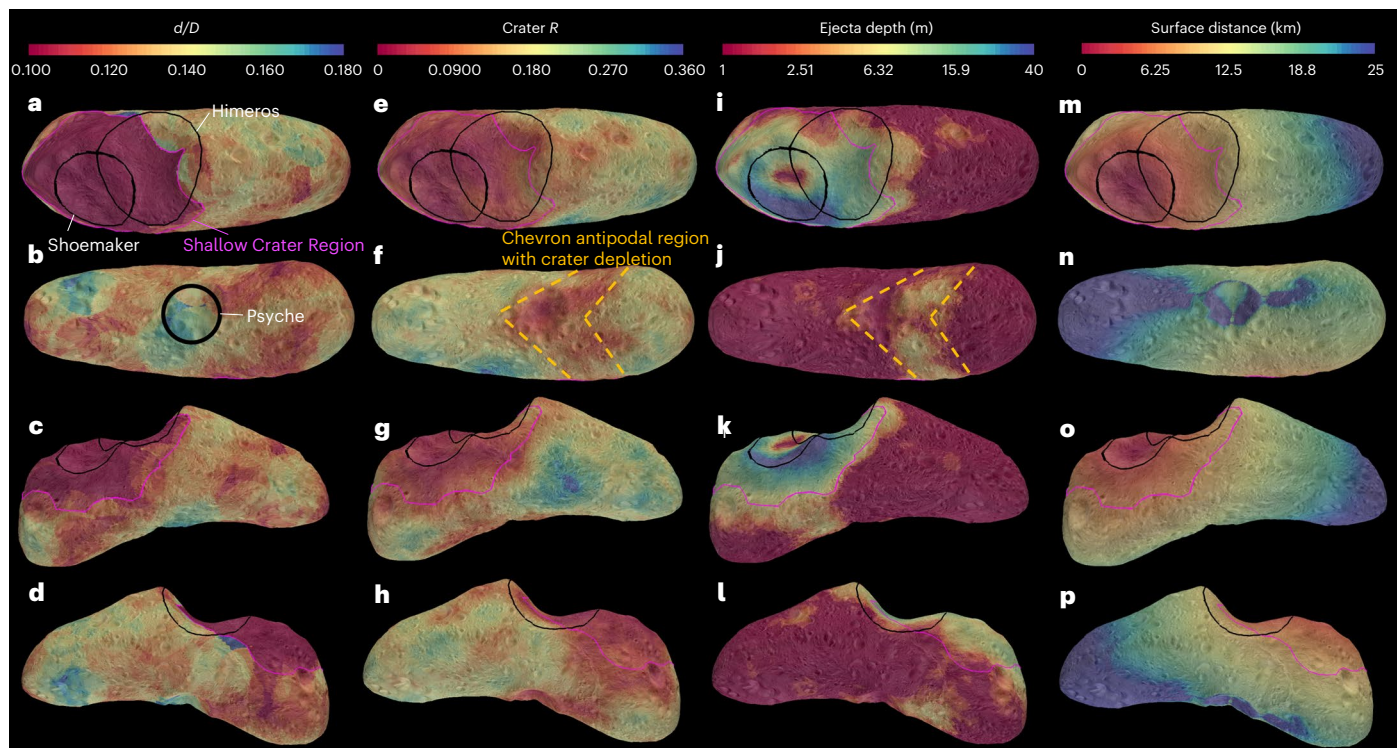 d/D
Crater R
Ejecta depth (m)
Surface distance (km)
0.100 0.120 0.140 0.160 0.180
0 0.0900 0.180 0.270 0.360
1 2.51 6.32 15.9 40
0 6.25 12.5 18.8 25
a
Himeros
e
i
m
Shoemaker
Shallow Crater Region
Chevron antipodal region
with crater depletion
b
Psyche
f
j
n
c
g
k
o
d
h
l
p